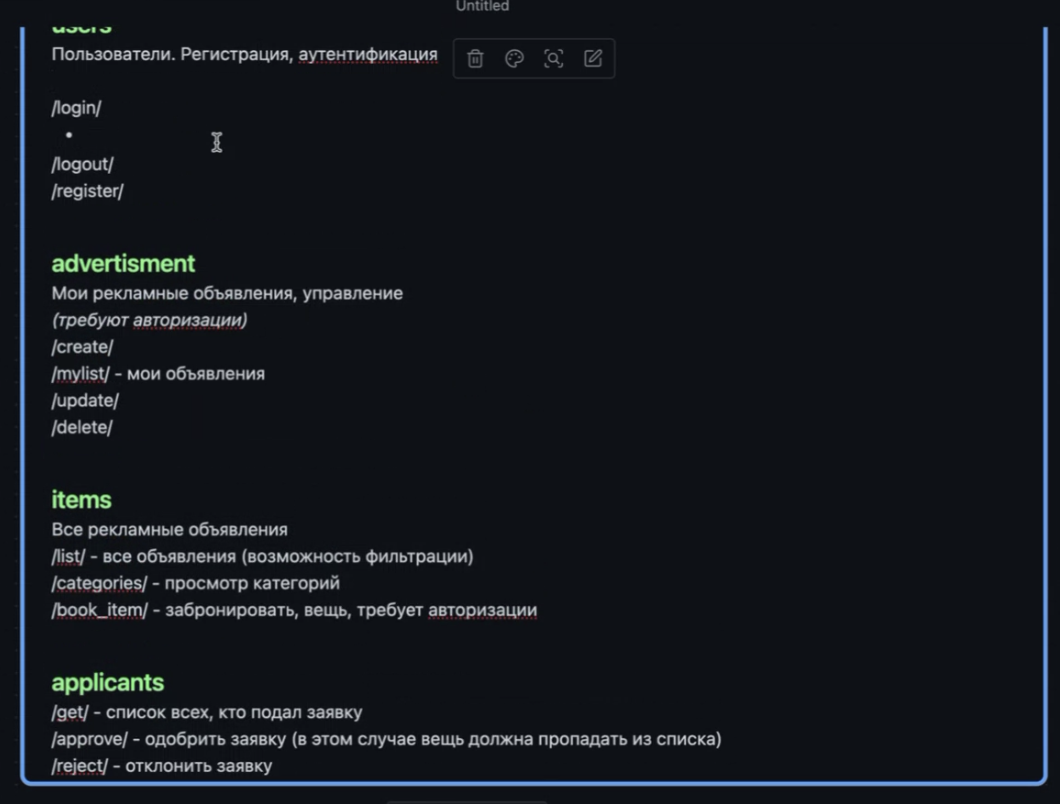 Untitled
users
Пользователи. Регистрация, аутентификация
/login/
•
/logout/
/register/
advertisment
Мои рекламные объявления, управление
(требуют авторизации)
/create/
/mylist/ - мои объявления
/update/
/delete/
items
Все рекламные объявления
/list/ - все объявления (возможность фильтрации)
/categories/ - просмотр категорий
/book_item/ - забронировать, вещь, требует авторизации
applicants
/get/ - список всех, кто подал заявку
/approve/ - одобрить заявку (в этом случае вещь должна пропадать из списка)
/reject/ - отклонить заявку